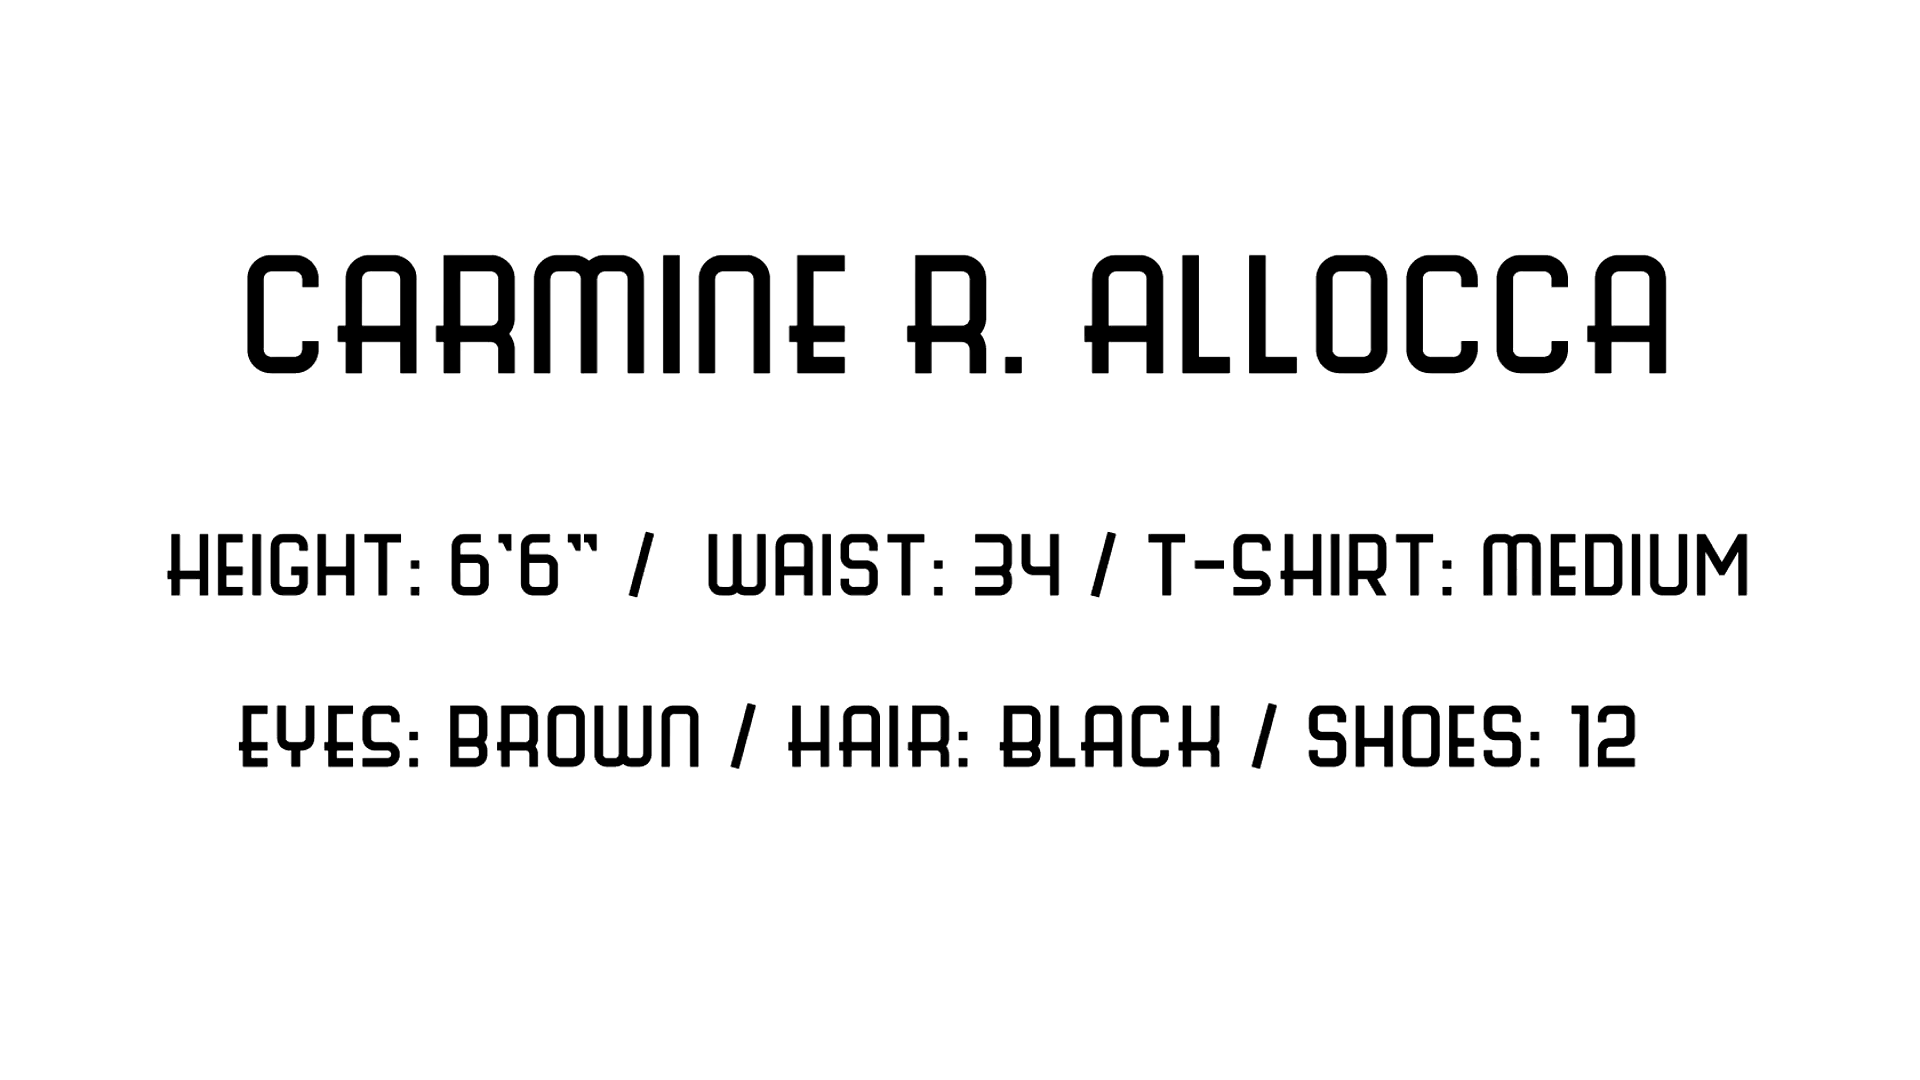 CARMINE R. ALLOCCA
HEIGHT: 6'6" / WAIST: 34 / T-SHIRT: MEDIUM
EYES: BROWN / HAIR: BLACK / SHOES: 12